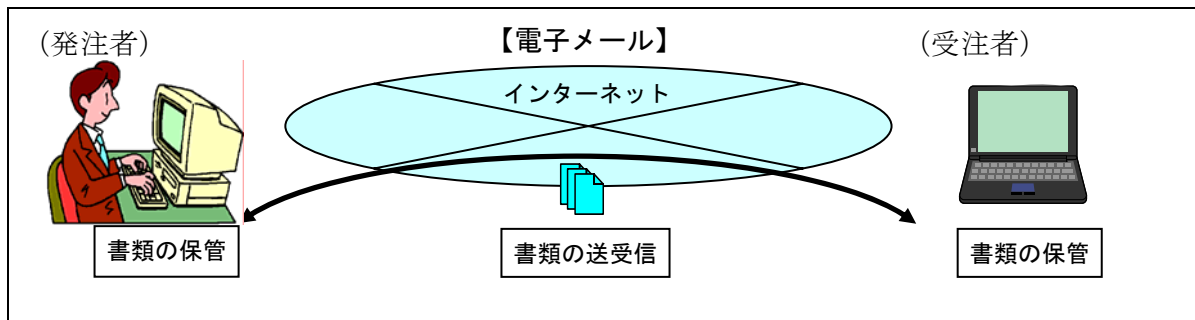 (発注者)
【電子メール】
(受注者)
インターネット
書類の保管
書類の送受信
書類の保管